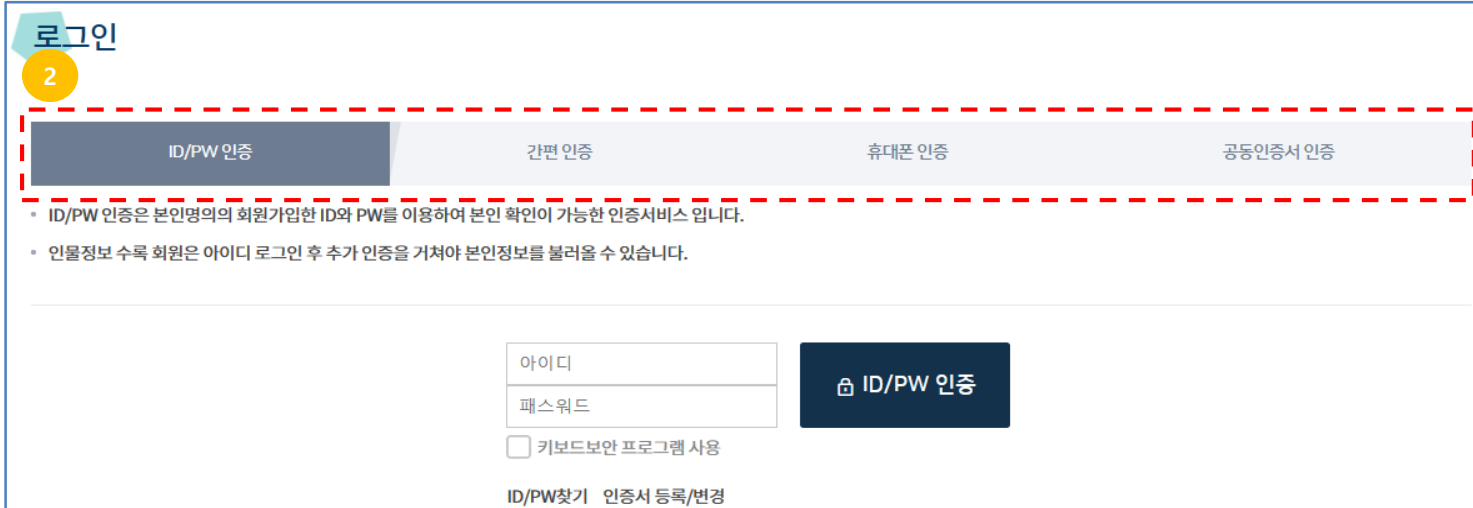 로그인
2
ID/PW 인증 간편 인증 휴대폰 인증 공동인증서 인증
ID/PW 인증은 본인명의의 회원가입한 ID와 PW를 이용하여 본인 확인이 가능한 인증서비스 입니다.
인물정보 수록 회원은 아이디 로그인 후 추가 인증을 거쳐야 본인정보를 불러올 수 있습니다.
아이디
패스워드
ID/PW 인증
키보드보안 프로그램 사용
ID/PW찾기 인증서 등록/변경